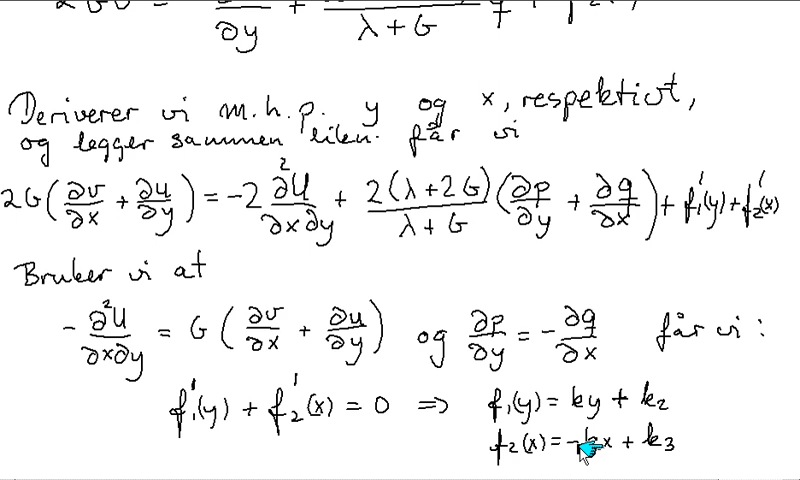 ∂y + λ+G
Deriverer vi m.h.p. y og x, respektivt,
og legger sammen får vi
2G(∂v/∂x + ∂u/∂y) = -2 ∂²U/∂x∂y + 2(λ+2G)/(λ+G) (∂p/∂y + ∂q/∂x) + f₁'(y) + f₂'(x)
Bruker vi at
-∂²U/∂x∂y = G(∂v/∂x + ∂u/∂y) og ∂p/∂y = -∂q/∂x får vi:
f₁'(y) + f₂'(x) = 0 ⇒ f₁(y) = ky + k₂
f₂(x) = -kx + k₃